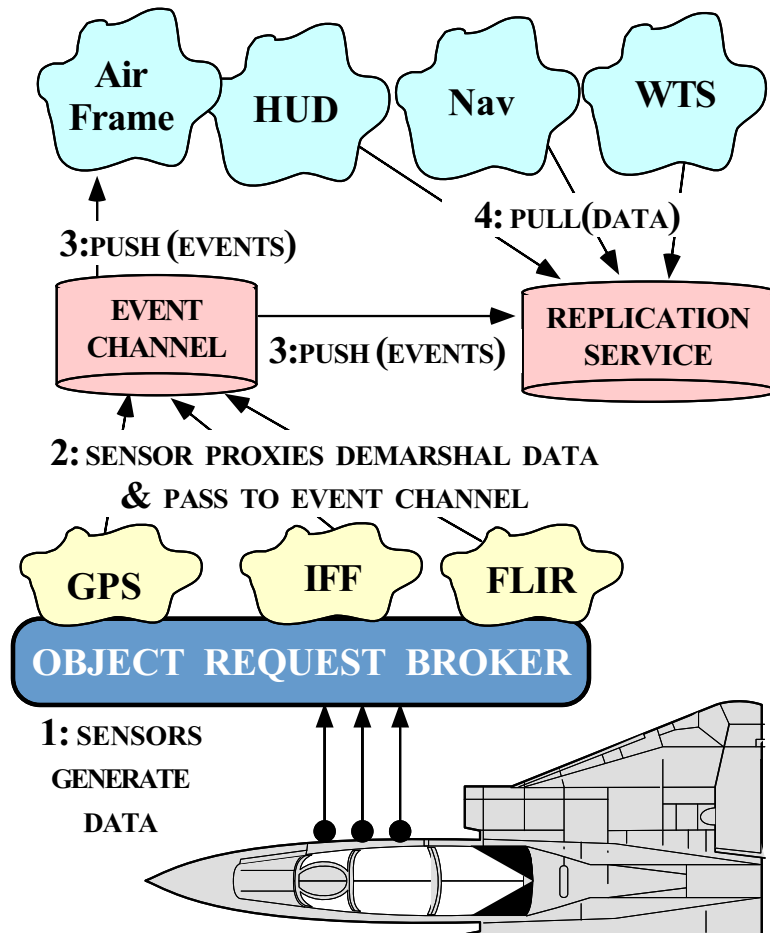 Air
Frame
HUD
Nav
WTS
4: PULL(DATA)
3:PUSH (EVENTS)
EVENT
CHANNEL
REPLICATION
SERVICE
3:PUSH (EVENTS)
2: SENSOR PROXIES DEMARSHAL DATA
& PASS TO EVENT CHANNEL
GPS
IFF
FLIR
OBJECT REQUEST BROKER
1: SENSORS
GENERATE
DATA